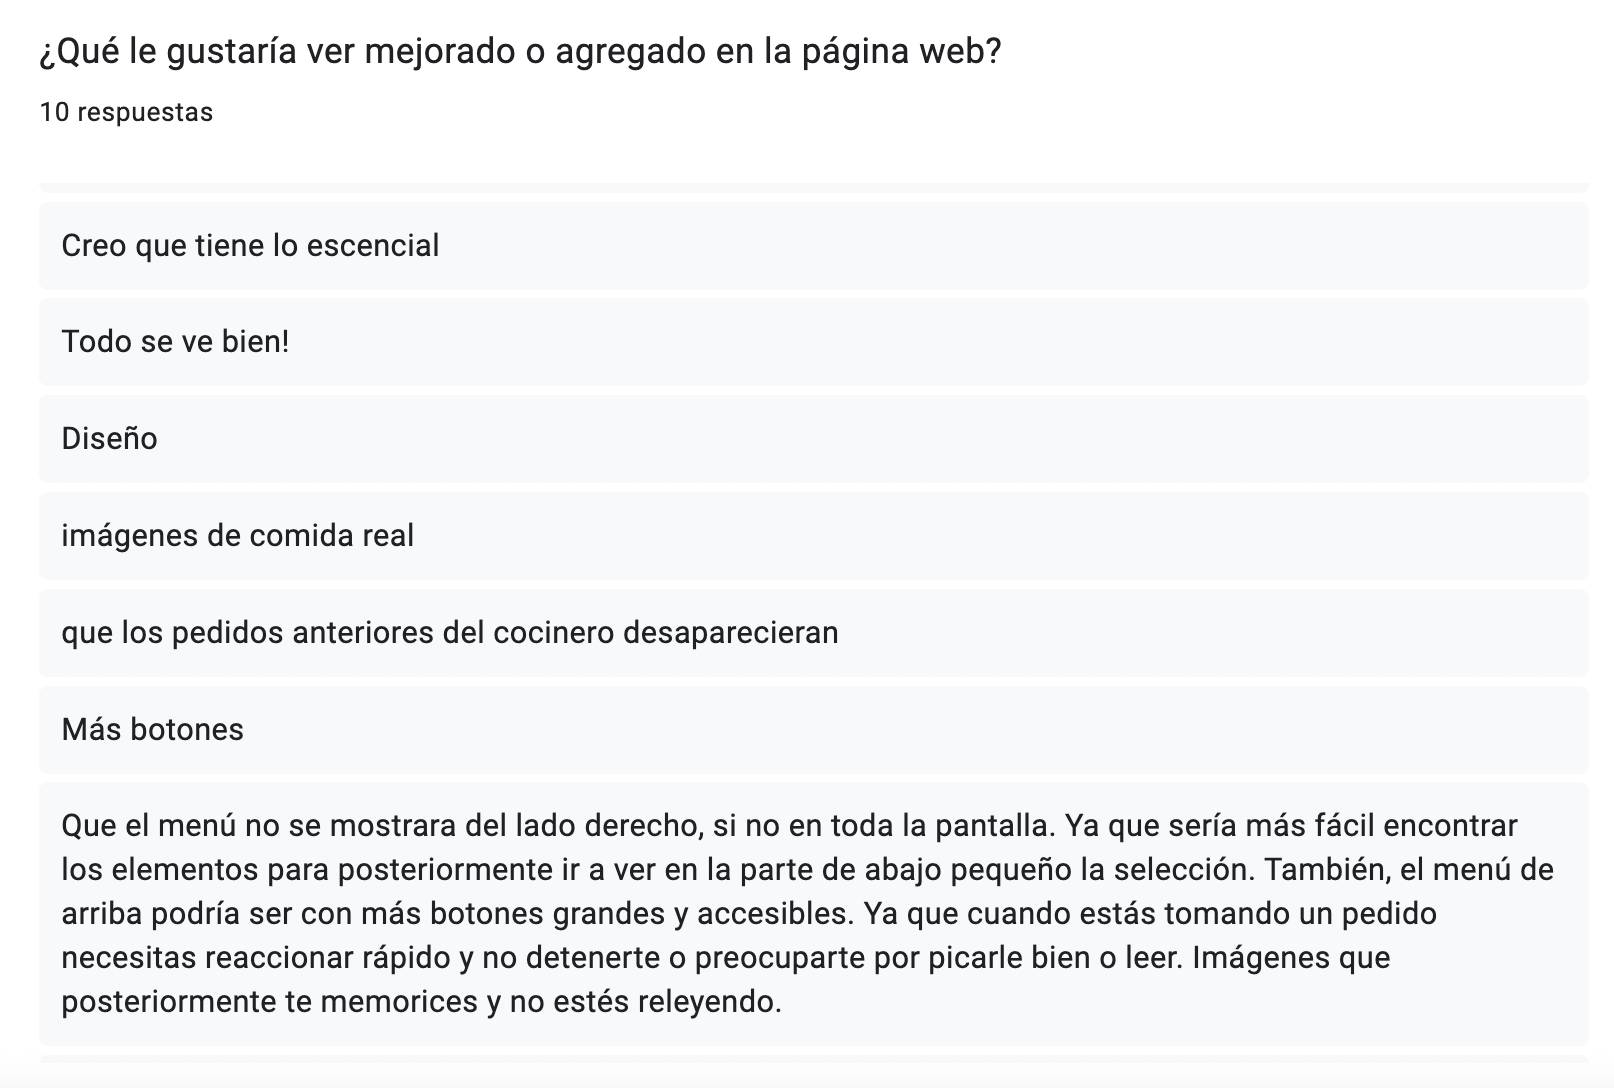 ¿Qué le gustaría ver mejorado o agregado en la página web?
10 respuestas
Creo que tiene lo escencial
Todo se ve bien!
Diseño
imágenes de comida real
que los pedidos anteriores del cocinero desaparecieran
Más botones
Que el menú no se mostrara del lado derecho, si no en toda la pantalla. Ya que sería más fácil encontrar
los elementos para posteriormente ir a ver en la parte de abajo pequeño la selección. También, el menú de
arriba podría ser con más botones grandes y accesibles. Ya que cuando estás tomando un pedido
necesitas reaccionar rápido y no detenerte o preocuparte por picarle bien o leer. Imágenes que
posteriormente te memorices y no estés releyendo.